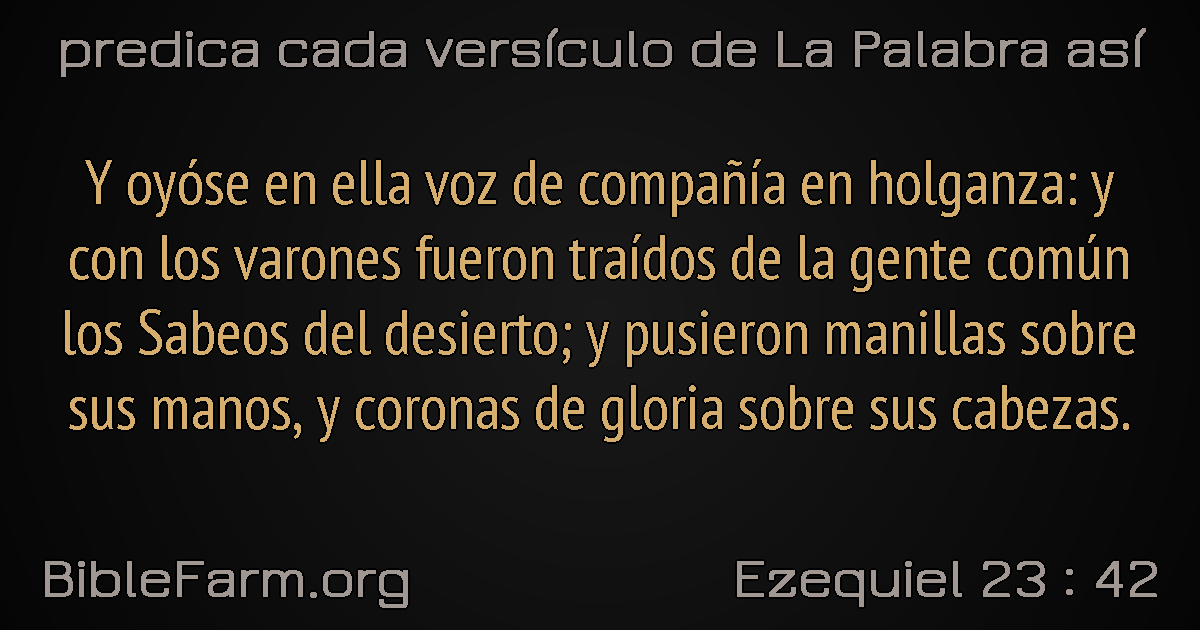 predica cada versículo de La Palabra así
Y oyóse en ella voz de compañía en holganza: y
con los varones fueron traídos de la gente común
los Sabeos del desierto; y pusieron manillas sobre
sus manos, y coronas de gloria sobre sus cabezas.
BibleFarm.org
Ezequiel 23 : 42